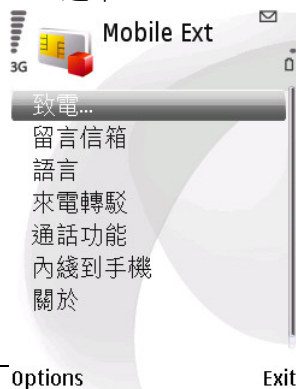 Mobile Ext
3G
致電...
留言信箱
語言
來電轉駁
通話功能
內綫到手機
關於
Options Exit